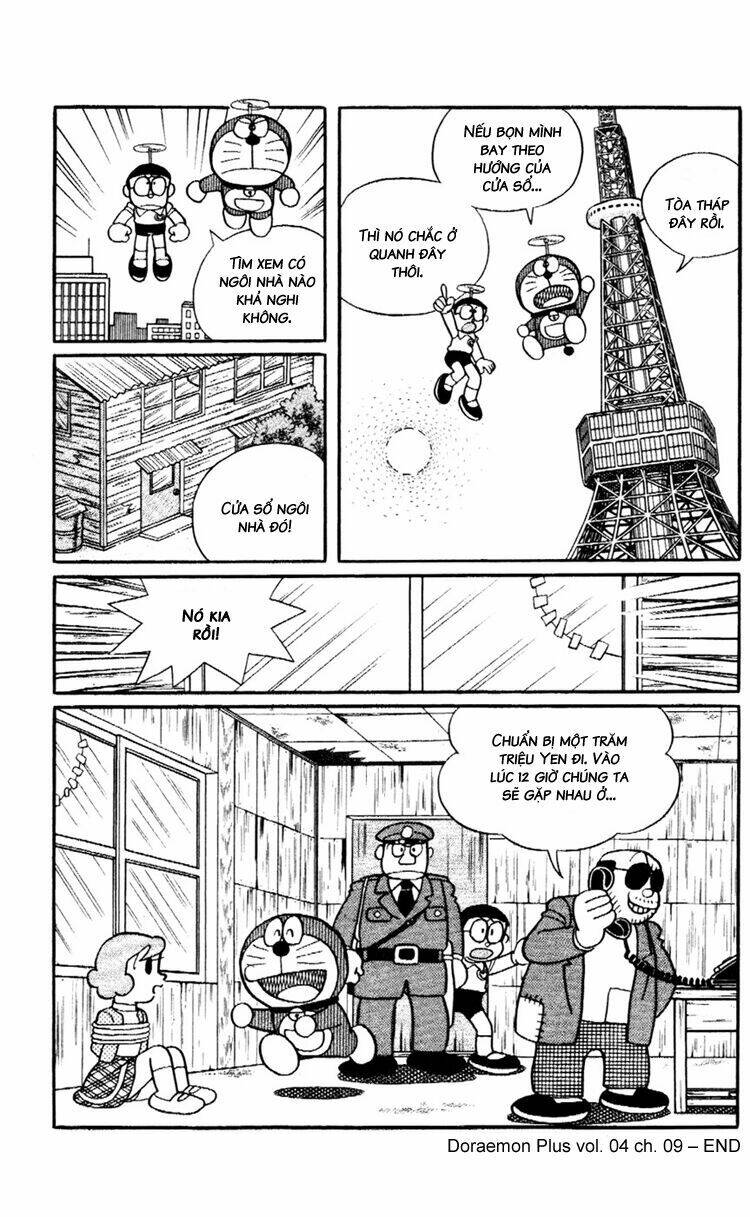 TÌM XEM CÓ
NGÔI NHÀ NÀO
KHẢ NGHI
KHÔNG.
NẾU BỌN MÌNH
BAY THEO
HƯỚNG CỦA
CỬA SỔ...
THÌ NÓ CHẮC Ở
QUANH ĐÂY
THÔI.
TÒA THÁP
ĐÂY RỒI.
CỬA SỔ NGÔI
NHÀ ĐÓ!
NÓ KIA
RỒI!
CHUẨN BỊ MỘT TRĂM
TRIỆU YEN ĐI. VÀO
LÚC 12 GIỜ CHÚNG TA
SẼ GẶP NHAU Ở...
Doraemon Plus vol. 04 ch. 09 – END